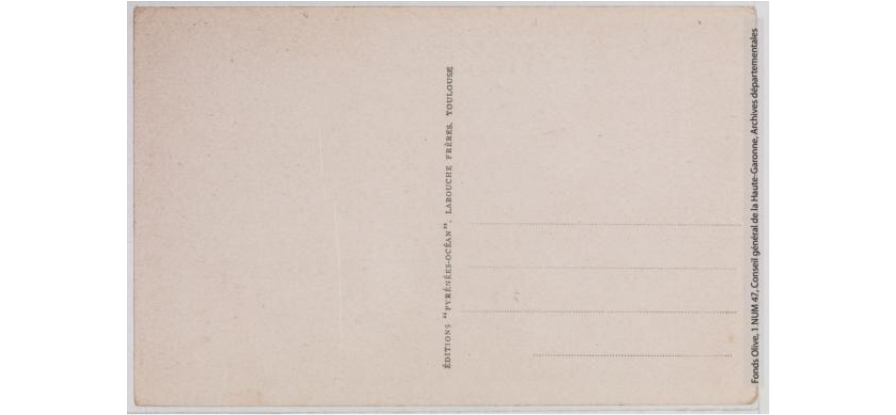 ÉDITIONS "PYRÉNÉES-OCÉAN", LABOUCHE FRÈRES, TOULOUSE
Fonds Olive, 1 NUM 47, Conseil général de la Haute-Garonne, Archives départementales